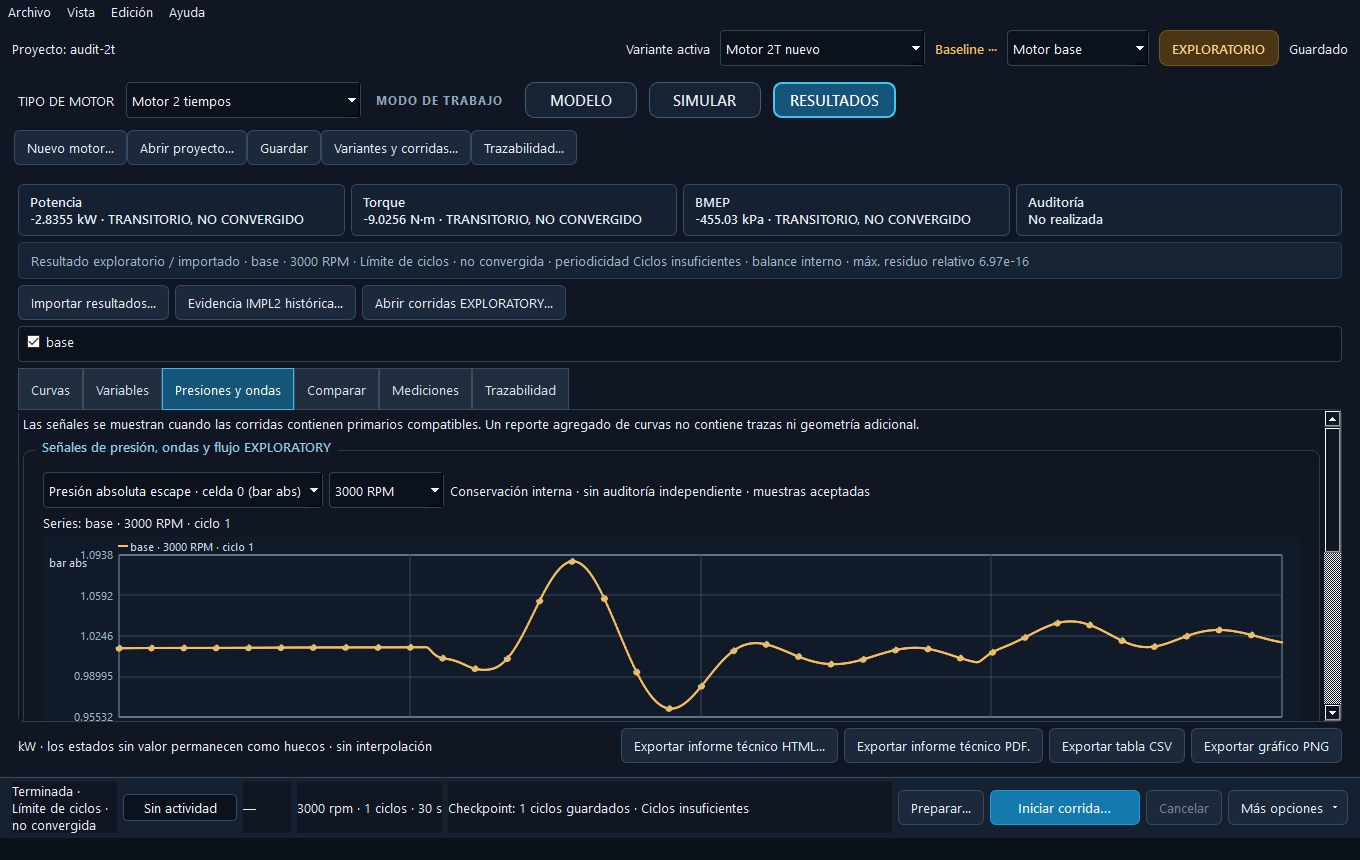 Archivo Vista Edición Ayuda
Proyecto: audit-2t
Variante activa Motor 2T nuevo Baseline ··· Motor base EXPLORATORIO Guardado
TIPO DE MOTOR Motor 2 tiempos MODO DE TRABAJO MODELO SIMULAR RESULTADOS
Nuevo motor... Abrir proyecto... Guardar Variantes y corridas... Trazabilidad...
Potencia
-2.8355 kW · TRANSITORIO, NO CONVERGIDO
Torque
-9.0256 N·m · TRANSITORIO, NO CONVERGIDO
BMEP
-455.03 kPa · TRANSITORIO, NO CONVERGIDO
Auditoría
No realizada
Resultado exploratorio / importado · base · 3000 RPM · Límite de ciclos · no convergida · periodicidad Ciclos insuficientes · balance interno · máx. residuo relativo 6.97e-16
Importar resultados... Evidencia IMPL2 histórica... Abrir corridas EXPLORATORY...
base
Curvas Variables Presiones y ondas Comparar Mediciones Trazabilidad
Las señales se muestran cuando las corridas contienen primarios compatibles. Un reporte agregado de curvas no contiene trazas ni geometría adicional.
Señales de presión, ondas y flujo EXPLORATORY
Presión absoluta escape · celda 0 (bar abs) 3000 RPM Conservación interna · sin auditoría independiente · muestras aceptadas
Series: base · 3000 RPM · ciclo 1
base · 3000 RPM · ciclo 1
1.0938
bar abs
1.0592
1.0246
0.98995
0.95532
kW · los estados sin valor permanecen como huecos · sin interpolación
Exportar informe técnico HTML... Exportar informe técnico PDF. Exportar tabla CSV Exportar gráfico PNG
Terminada ·
Límite de ciclos ·
no convergida
Sin actividad — 3000 rpm · 1 ciclos · 30 s Checkpoint: 1 ciclos guardados · Ciclos insuficientes
Preparar... Iniciar corrida... Cancelar Más opciones